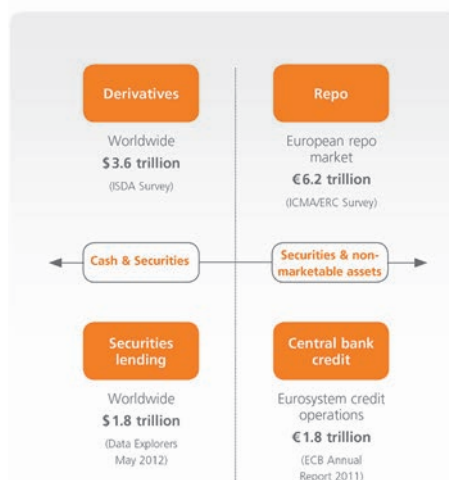 Derivatives
Worldwide
$3.6 trillion
(ISDA Survey)
Repo
European repo
market
€6.2 trillion
(ICMA/ERC Survey)
Cash & Securities
Securities & non-
marketable assets
Securities
lending
Worldwide
$1.8 trillion
(Data Explorers
May 2012)
Central bank
credit
Eurosystem credit
operations
€1.8 trillion
(ECB Annual
Report 2011)